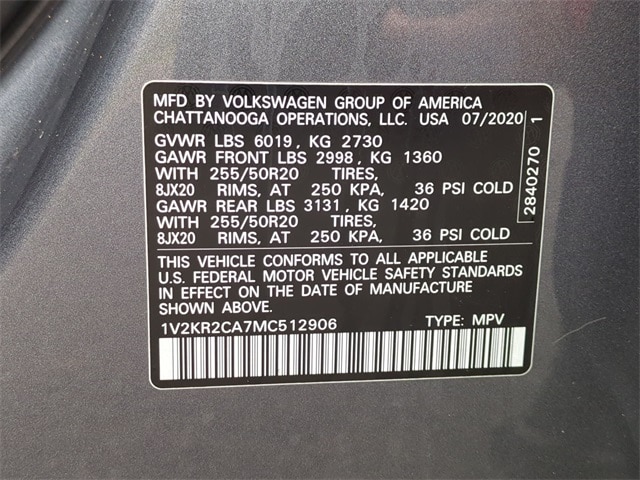 MFD BY VOLKSWAGEN GROUP OF AMERICA
CHATTANOOGA OPERATIONS, LLC. USA 07/2020
GVWR LBS 6019, KG 2730
GAWR FRONT LBS 2998, KG 1360
WITH 255/50R20 TIRES,
8JX20 RIMS, AT 250 KPA, 36 PSI COLD
GAWR REAR LBS 3131, KG 1420
WITH 255/50R20 TIRES,
8JX20 RIMS, AT 250 KPA, 36 PSI COLD
THIS VEHICLE CONFORMS TO ALL APPLICABLE
U.S. FEDERAL MOTOR VEHICLE SAFETY STANDARDS
IN EFFECT ON THE DATE OF MANUFACTURE
SHOWN ABOVE.
1V2KR2CA7MC512906 TYPE: MPV
2840270 1